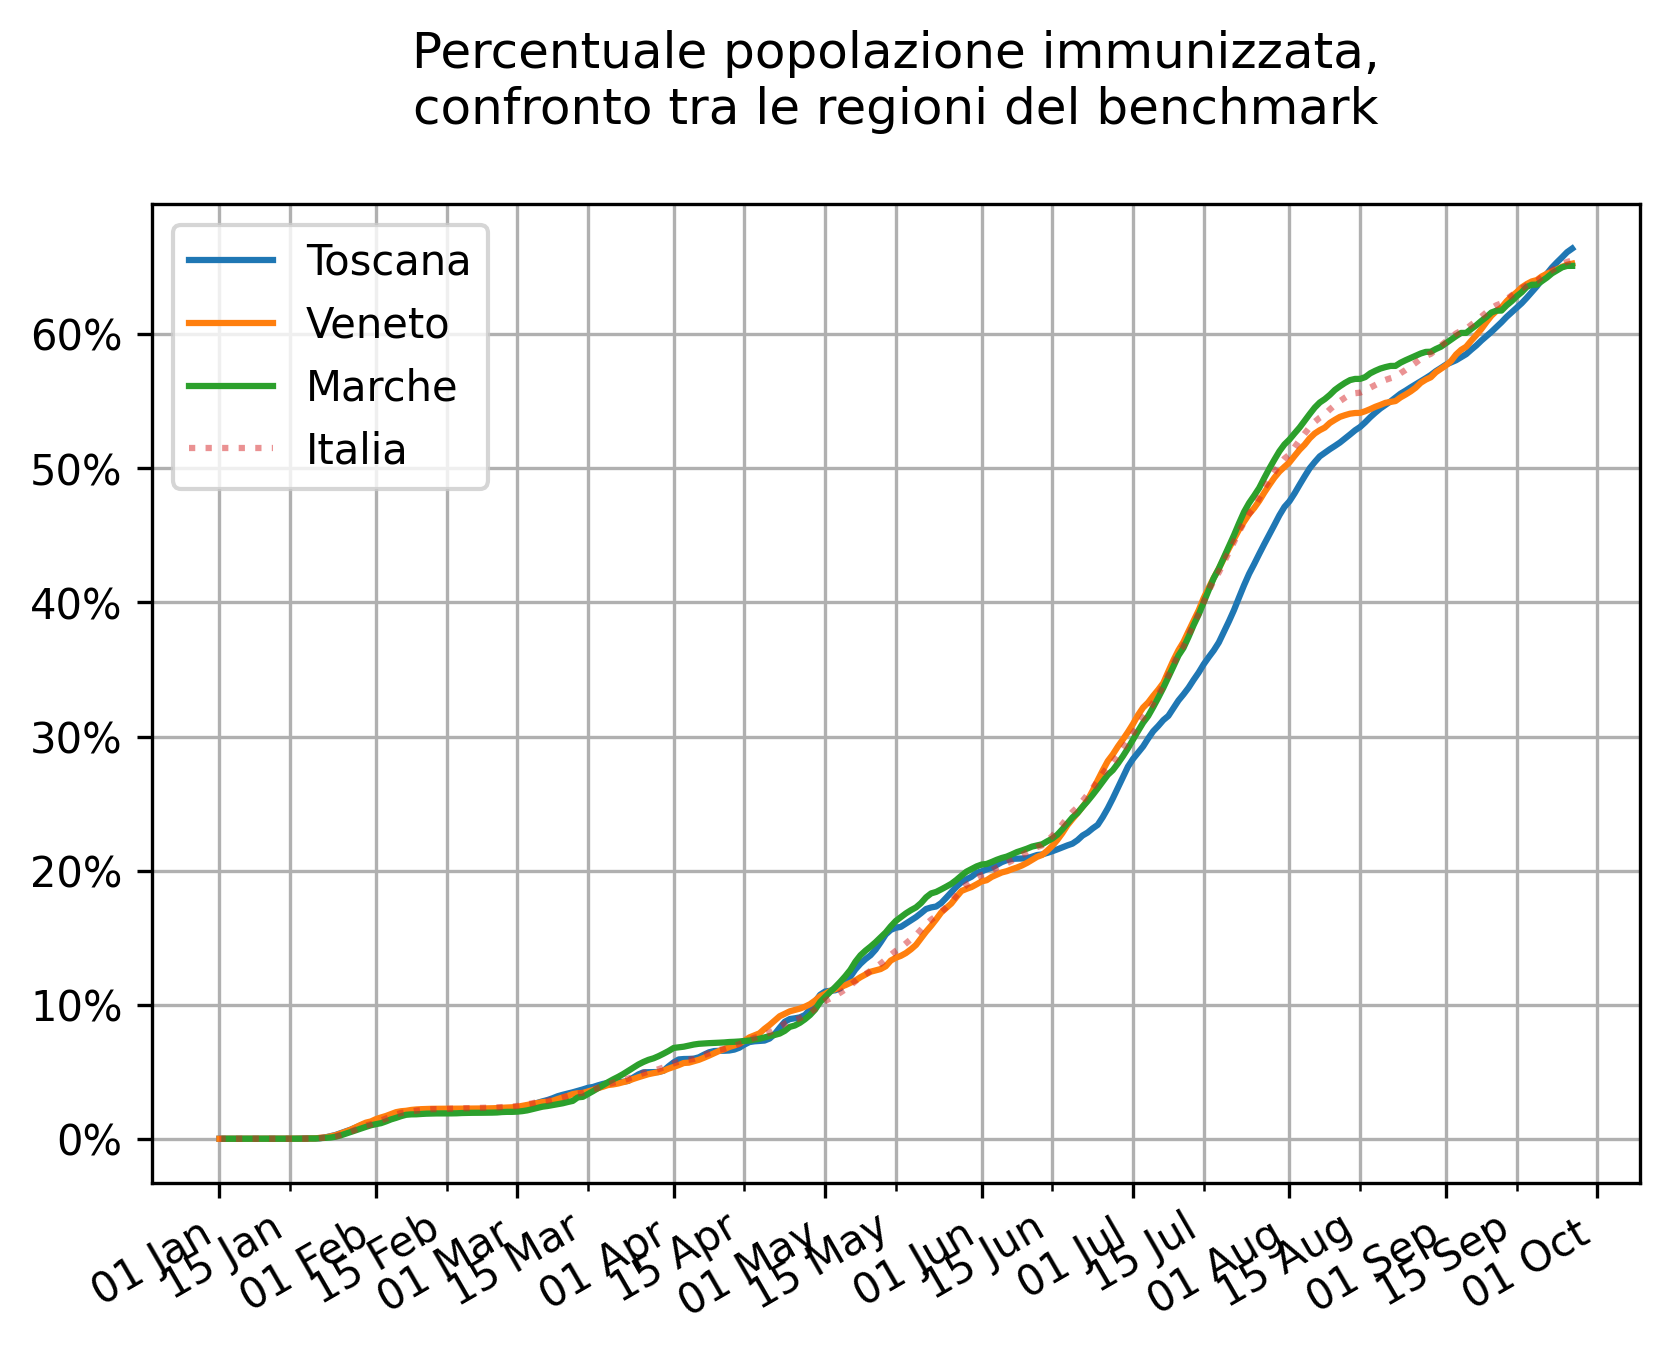 Percentuale popolazione immunizzata,
confronto tra le regioni del benchmark
Toscana
Veneto
Marche
Italia
60%
50%
40%
30%
20%
10%
0%
01 Jan
15 Jan
01 Feb
15 Feb
01 Mar
15 Mar
01 Apr
15 Apr
01 May
15 May
01 Jun
15 Jun
01 Jul
15 Jul
01 Aug
15 Aug
01 Sep
15 Sep
01 Oct